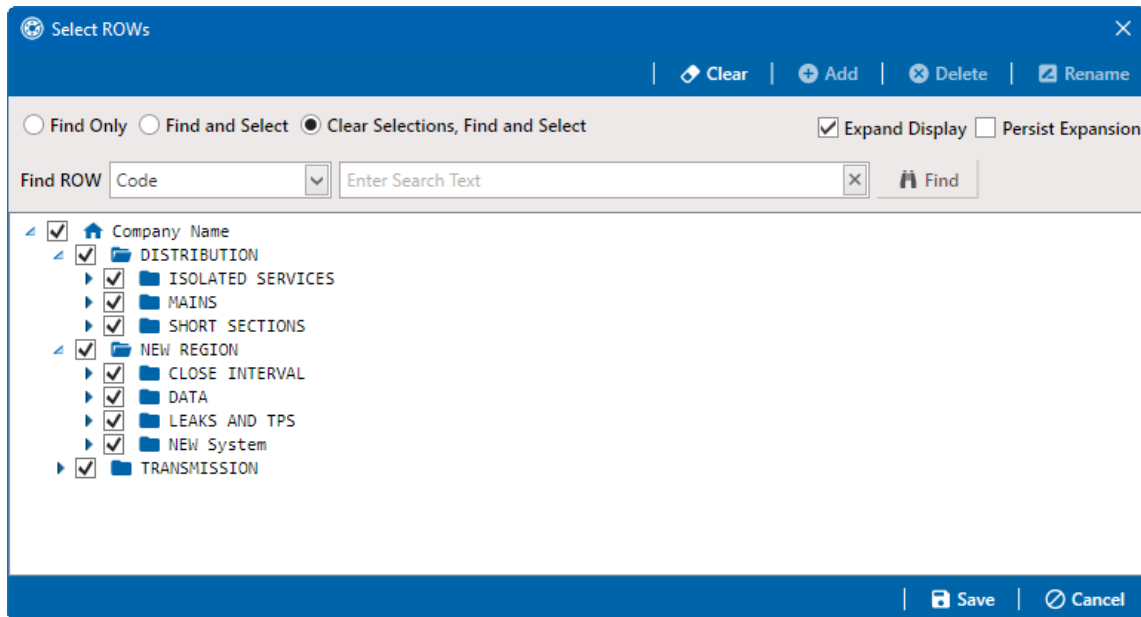 Select ROWs
Clear Add Delete Rename
Find Only Find and Select Clear Selections, Find and Select Expand Display Persist Expansion
Find ROW Code Enter Search Text Find
Company Name
DISTRIBUTION
ISOLATED SERVICES
MAINS
SHORT SECTIONS
NEW REGION
CLOSE INTERVAL
DATA
LEAKS AND TPS
NEW System
TRANSMISSION
Save Cancel